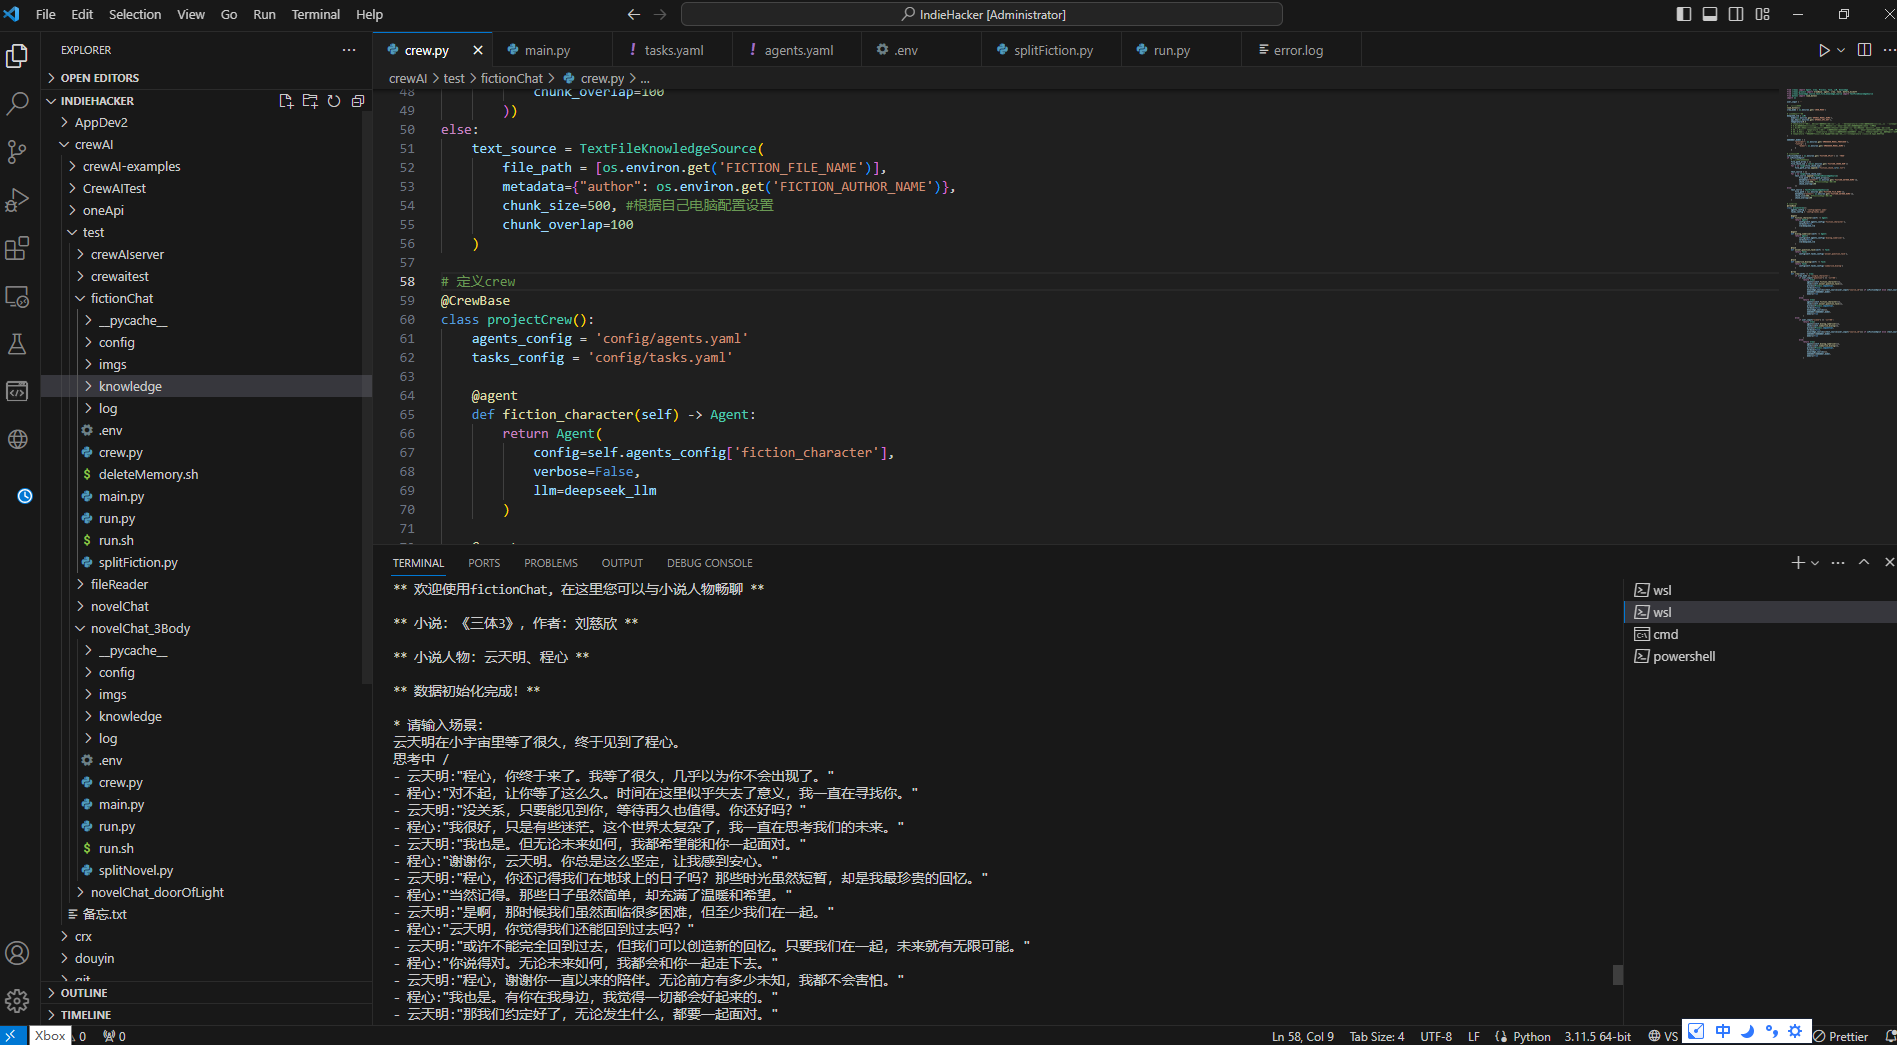 File Edit Selection View Go Run Terminal Help
IndieHacker [Administrator]
EXPLORER
OPEN EDITORS
INDIEHACKER
AppDev2
crewAI
crewAI-examples
CrewAITest
oneApi
test
crewAIserver
crewaitest
fictionChat
__pycache__
config
imgs
knowledge
log
.env
crew.py
deleteMemory.sh
main.py
run.py
run.sh
splitFiction.py
fileReader
novelChat
novelChat_3Body
__pycache__
config
imgs
knowledge
log
.env
crew.py
main.py
run.py
run.sh
splitNovel.py
novelChat_doorOfLight
备忘.txt
crx
douyin
git
OUTLINE
TIMELINE
crew.py main.py tasks.yaml agents.yaml .env splitFiction.py run.py error.log
crewAI > test > fictionChat > crew.py > ...
48 chunk_overlap=100
49 ))
50 else:
51 text_source = TextFileKnowledgeSource(
52 file_path = [os.environ.get('FICTION_FILE_NAME')],
53 metadata={"author": os.environ.get('FICTION_AUTHOR_NAME')},
54 chunk_size=500, #根据自己电脑配置设置
55 chunk_overlap=100
56 )
57
58 # 定义crew
59 @CrewBase
60 class projectCrew():
61 agents_config = 'config/agents.yaml'
62 tasks_config = 'config/tasks.yaml'
63
64 @agent
65 def fiction_character(self) -> Agent:
66 return Agent(
67 config=self.agents_config['fiction_character'],
68 verbose=False,
69 llm=deepseek_llm
70 )
71
TERMINAL PORTS PROBLEMS OUTPUT DEBUG CONSOLE
** 欢迎使用fictionChat, 在这里您可以与小说人物畅聊 **
** 小说: 《三体3》, 作者: 刘慈欣 **
** 小说人物: 云天明、程心 **
** 数据初始化完成! **
* 请输入场景:
云天明在小宇宙里等了很久, 终于见到了程心。
思考中 /
- 云天明:"程心, 你终于来了。我等了很久, 几乎以为你不会出现了。"
- 程心:"对不起, 让你等了这么久。时间在这里似乎失去了意义, 我一直在寻找你。"
- 云天明:"没关系, 只要能见到你, 等待再久也值得。你还好吗? "
- 程心:"我很好, 只是有些迷茫。这个世界太复杂了, 我一直在思考我们的未来。"
- 云天明:"我也是。但无论未来如何, 我都希望能和你一起面对。"
- 程心:"谢谢你, 云天明。你总是这么坚定, 让我感到安心。"
- 云天明:"程心, 你还记得我们在地球上的日子吗? 那些时光虽然短暂, 却是我最珍贵的回忆。"
- 程心:"当然记得。那些日子虽然简单, 却充满了温暖和希望。"
- 云天明:"是啊, 那时候我们虽然面临很多困难, 但至少我们在一起。"
- 程心:"云天明, 你觉得我们还能回到过去吗? "
- 云天明:"或许不能完全回到过去, 但我们可以创造新的回忆。只要我们在一起, 未来就有无限可能。"
- 程心:"你说得对。无论未来如何, 我都会和你一起走下去。"
- 云天明:"程心, 谢谢你一直以来的陪伴。无论前方有多少未知, 我都不会害怕。"
- 程心:"我也是。有你在我身边, 我觉得一切都会好起来的。"
- 云天明:"那我们约定好了, 无论发生什么, 都要一起面对。"
wsl
wsl
cmd
powershell
Xbox 0 0
Ln 58, Col 9 Tab Size: 4 UTF-8 LF Python 3.11.5 64-bit VS 中 Prettier